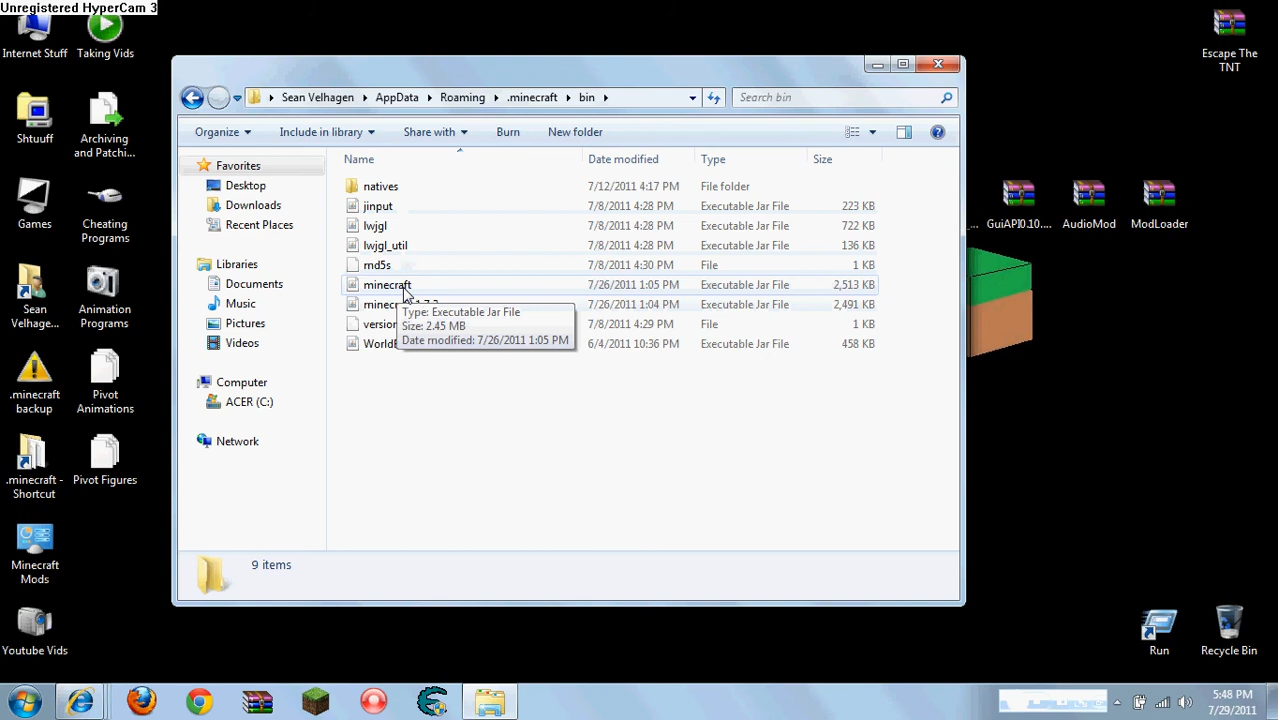 Unregistered HyperCam 3
Internet Stuff
Taking Vids
Escape The
TNT
Sean Velhagen
AppData
Roaming
.minecraft
bin
Search bin
Organize
Include in library
Share with
Burn
New folder
Shtuuff
Archiving
and Patchi...
Name
Date modified
Type
Size
Favorites
Desktop
Downloads
Recent Places
natives 7/12/2011 4:17 PM File folder
jinput 7/8/2011 4:28 PM Executable Jar File 223 KB
lwjgl 7/8/2011 4:28 PM Executable Jar File 722 KB
lwjgl_util 7/8/2011 4:28 PM Executable Jar File 136 KB
md5s 7/8/2011 4:30 PM File 1 KB
minecraft 7/26/2011 1:05 PM Executable Jar File 2,513 KB
7/26/2011 1:04 PM Executable Jar File 2,491 KB
version 7/8/2011 4:29 PM File 1 KB
6/4/2011 10:36 PM Executable Jar File 458 KB
Type: Executable Jar File
Size: 2.45 MB
Date modified: 7/26/2011 1:05 PM
Games
Cheating
Programs
GuiAPI0.10....
AudioMod
ModLoader
Libraries
Documents
Music
Pictures
Videos
Sean
Velhage...
Animation
Programs
Computer
ACER (C:)
Network
.minecraft
backup
Pivot
Animations
.minecraft -
Shortcut
Pivot Figures
9 items
Minecraft
Mods
Youtube Vids
Run
Recycle Bin
5:48 PM
7/29/2011